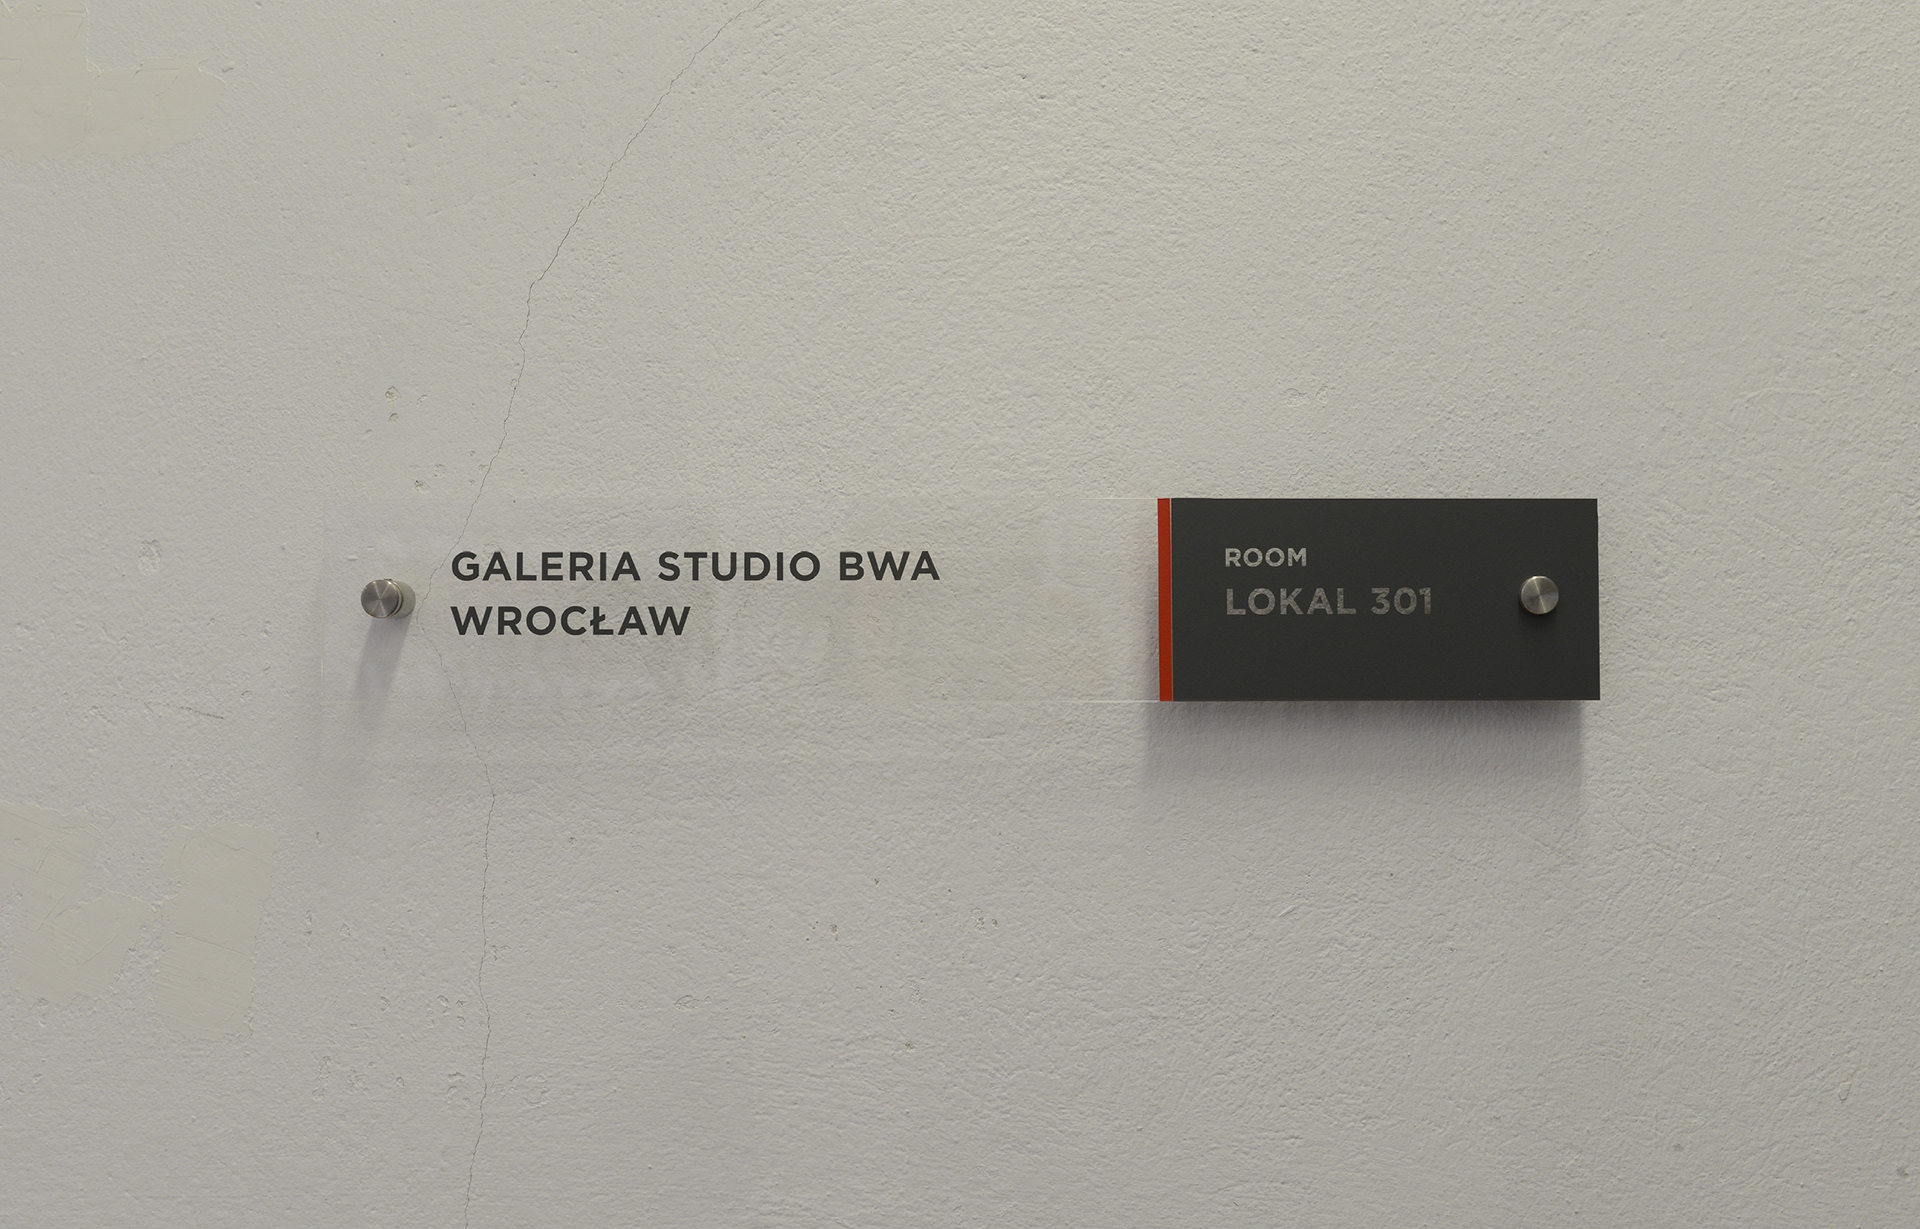 GALERIA STUDIO BWA
WROCŁAW
ROOM
LOKAL 301